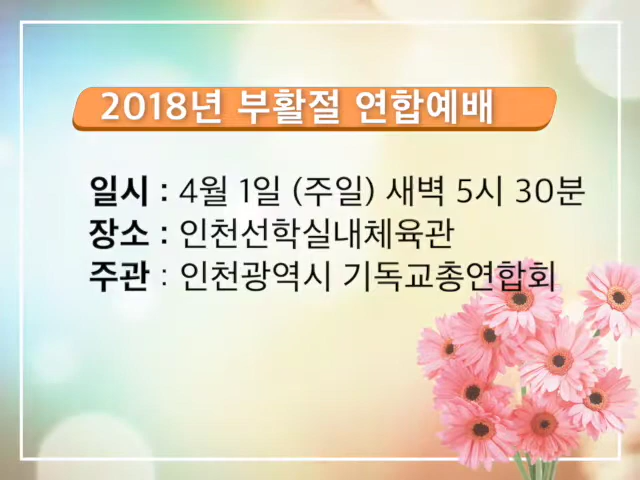 2018년 부활절 연합예배
일시 : 4월 1일 (주일) 새벽 5시 30분
장소 : 인천선학실내체육관
주관 : 인천광역시 기독교총연합회